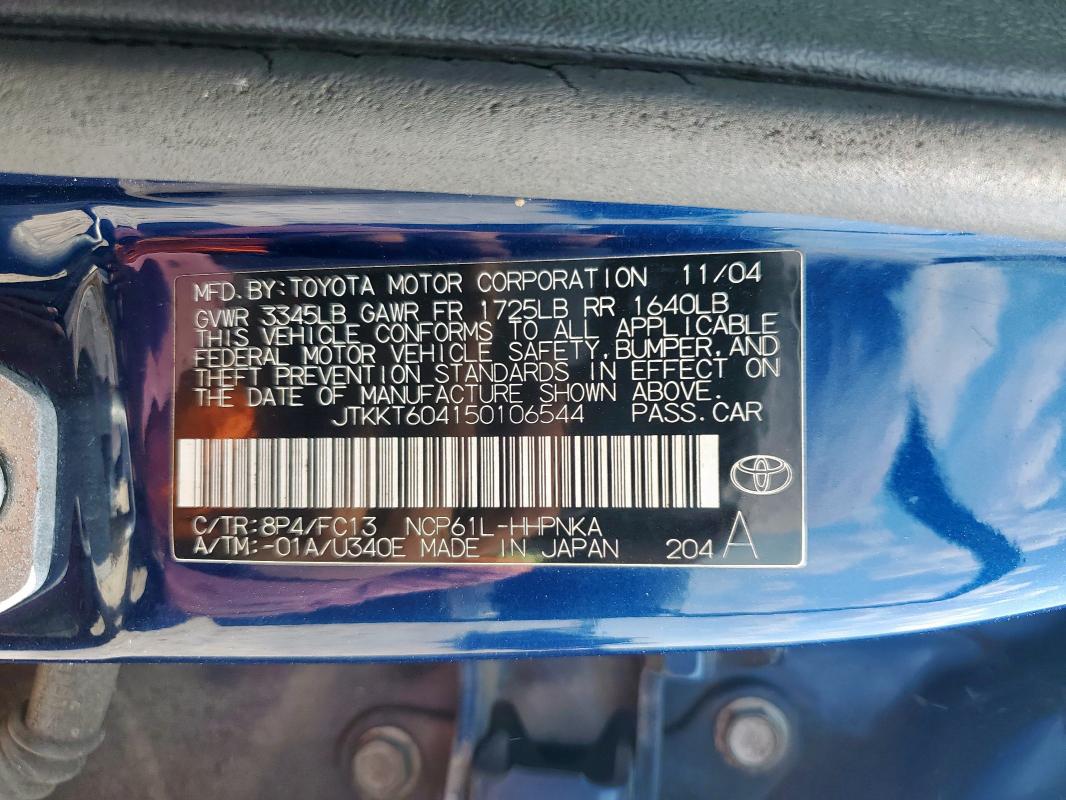 MFD. BY: TOYOTA MOTOR CORPORATION 11/04
GVWR 3345LB GAWR FR 1725LB RR 1640LB
THIS VEHICLE CONFORMS TO ALL APPLICABLE
FEDERAL MOTOR VEHICLE SAFETY, BUMPER, AND
THEFT PREVENTION STANDARDS IN EFFECT ON
THE DATE OF MANUFACTURE SHOWN ABOVE.
JTKKT604150106544 PASS. CAR
C/TR: 8P4/FC13 NCP61L-HHPNKA
A/TM: -01A/U340E MADE IN JAPAN 204 A